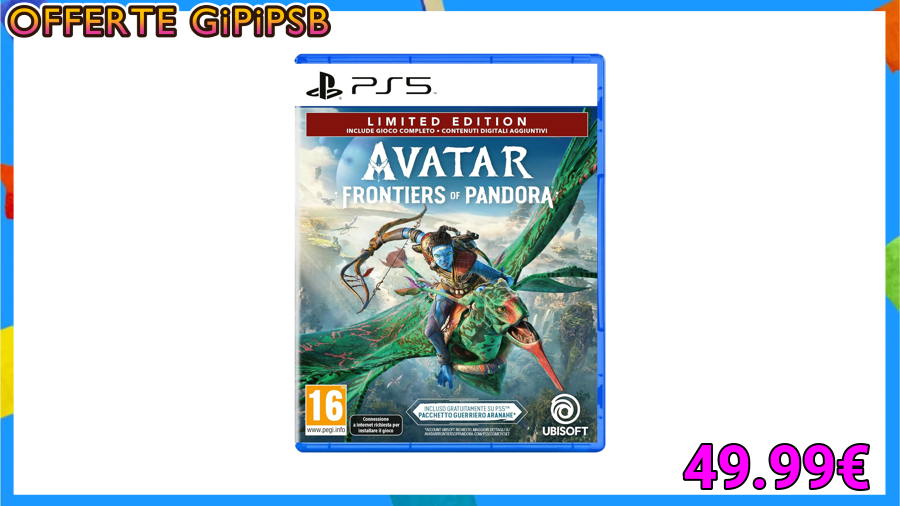 OFFERTE GiPiPSB
PS5
LIMITED EDITION
INCLUDE GIOCO COMPLETO • CONTENUTI DIGITALI AGGIUNTIVI
AVATAR
FRONTIERS OF PANDORA
16
www.pegi.info
Connessione
a internet richiesta per
installare il gioco
INCLUSO GRATUITAMENTE SU PS5™
PACCHETTO GUERRIERO ARANAHE*
UBISOFT
49.99€